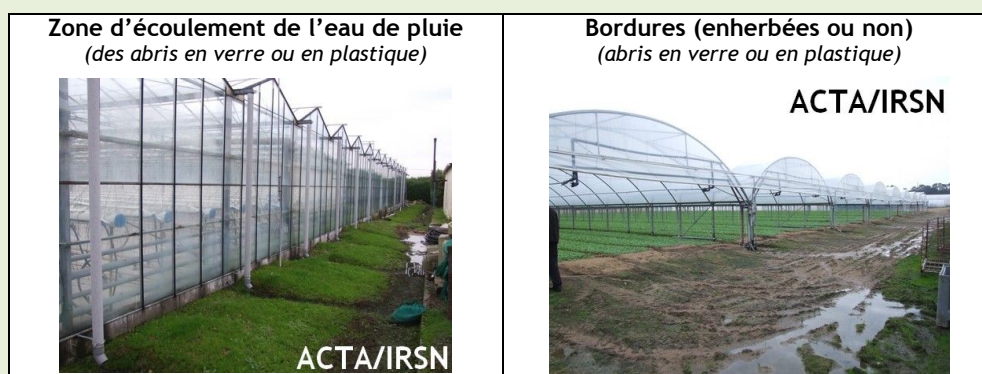 Zone d’écoulement de l’eau de pluie
(des abris en verre ou en plastique)
ACTA/IRSN
Bordures (enherbées ou non)
(abris en verre ou en plastique)
ACTA/IRSN